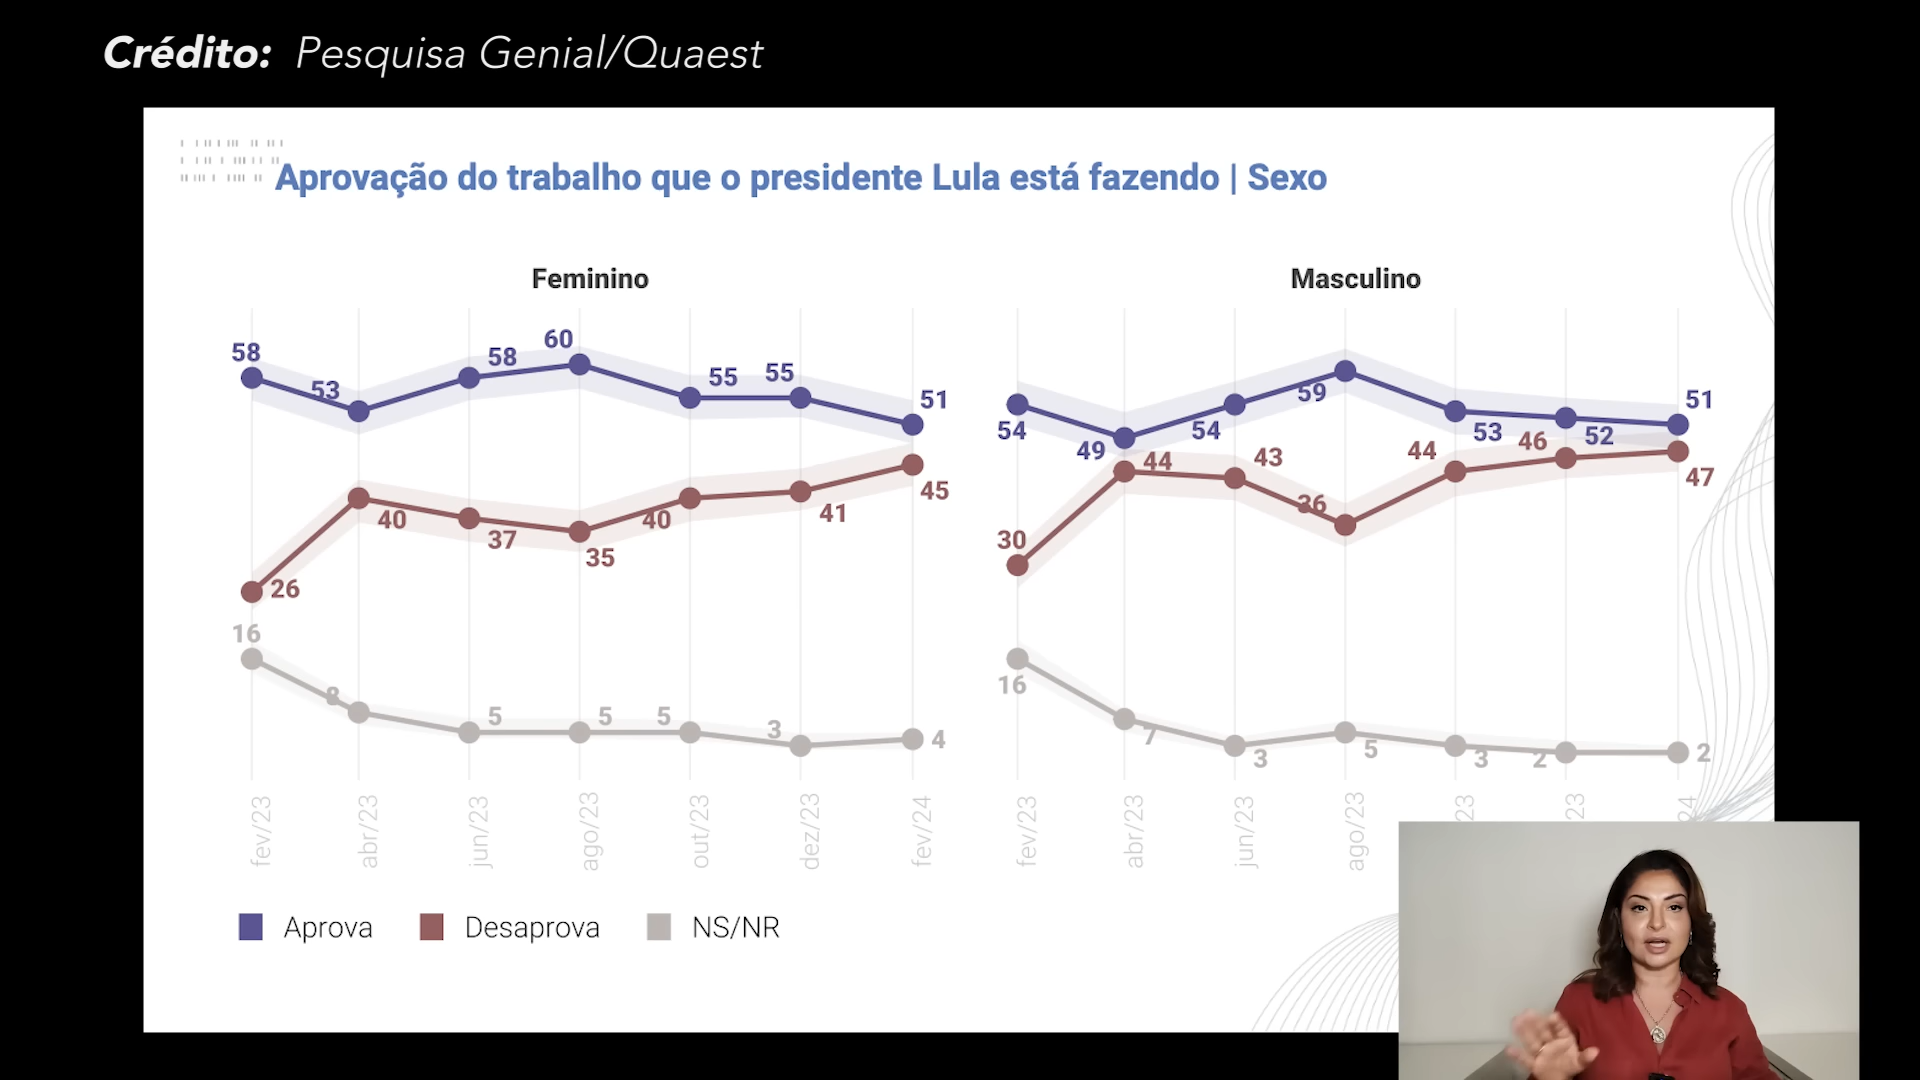 Crédito: Pesquisa Genial/Quaest
Aprovação do trabalho que o presidente Lula está fazendo | Sexo
Feminino
58 53 58 60 55 55 51
26 40 37 35 40 41 45
16 8 5 5 5 3 4
fev/23 abr/23 jun/23 ago/23 out/23 dez/23 fev/24
Masculino
54 49 54 59 53 52 51
30 44 43 36 44 46 47
16 7 3 5 3 2 2
fev/23 abr/23 jun/23 ago/23 23 23 24
Aprova Desaprova NS/NR